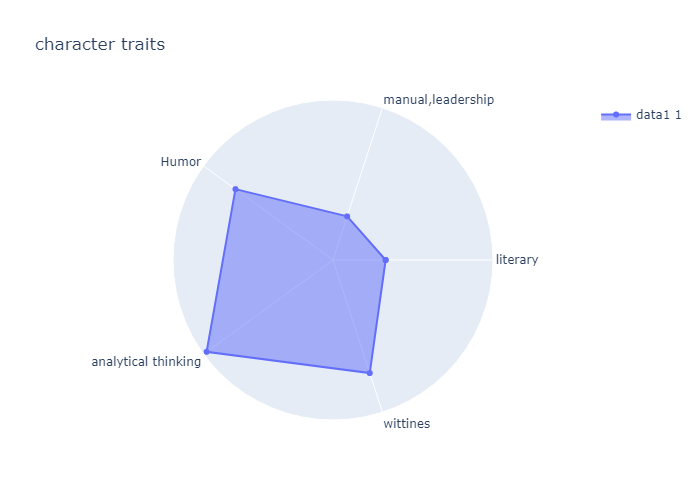 character traits
manual,leadership
data1 1
Humor
literary
analytical thinking
wittines